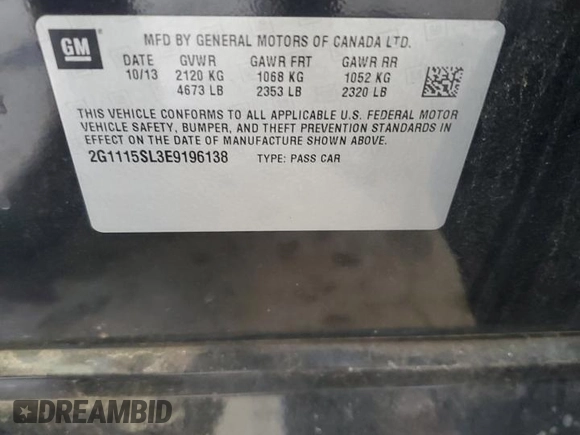 GM
MFD BY GENERAL MOTORS OF CANADA LTD.
DATE GVWR GAWR FRT GAWR RR
10/13 2120 KG 1068 KG 1052 KG
4673 LB 2353 LB 2320 LB
THIS VEHICLE CONFORMS TO ALL APPLICABLE U.S. FEDERAL MOTOR
VEHICLE SAFETY, BUMPER, AND THEFT PREVENTION STANDARDS IN
EFFECT ON THE DATE OF MANUFACTURE SHOWN ABOVE.
2G1115SL3E9196138 TYPE: PASS CAR
DREAMBID